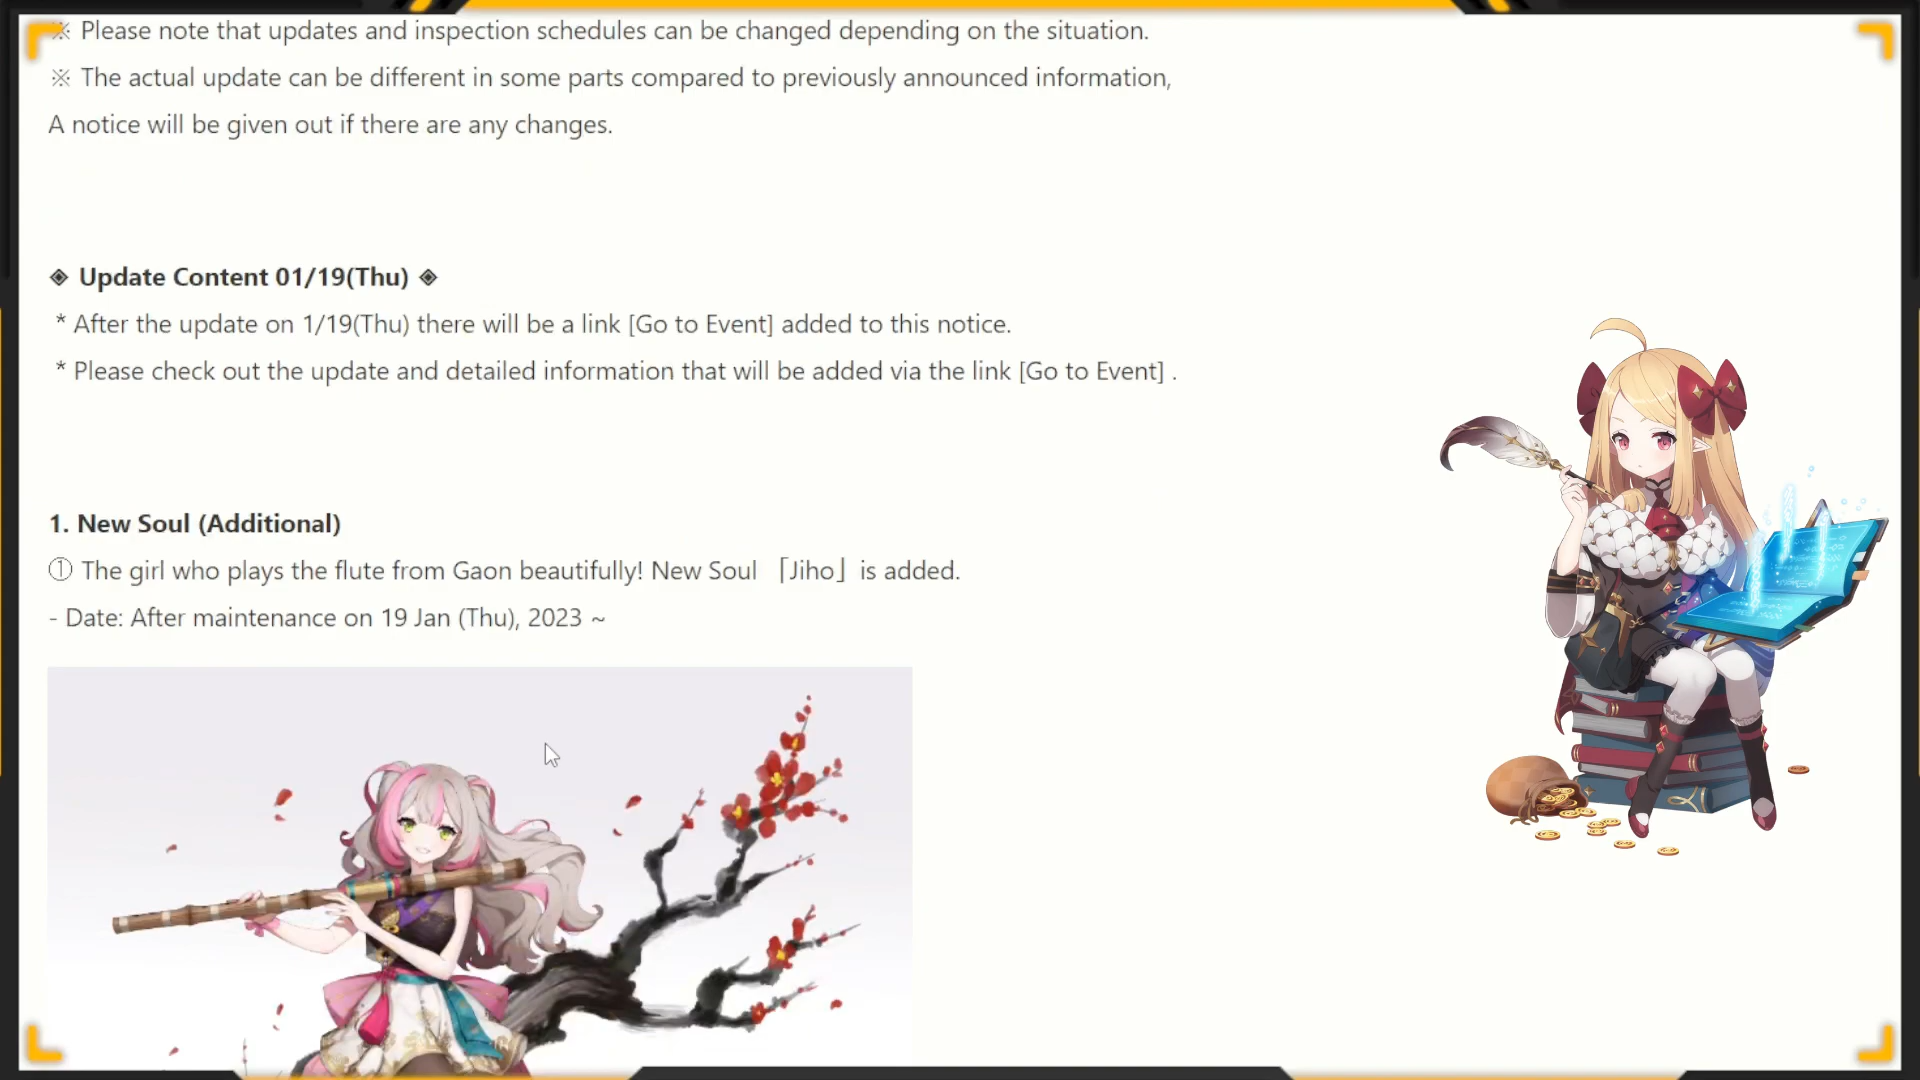 ※ Please note that updates and inspection schedules can be changed depending on the situation.
※ The actual update can be different in some parts compared to previously announced information,
A notice will be given out if there are any changes.
◈ Update Content 01/19(Thu) ◈
* After the update on 1/19(Thu) there will be a link [Go to Event] added to this notice.
* Please check out the update and detailed information that will be added via the link [Go to Event] .
1. New Soul (Additional)
① The girl who plays the flute from Gaon beautifully! New Soul 「Jiho」 is added.
- Date: After maintenance on 19 Jan (Thu), 2023 ~